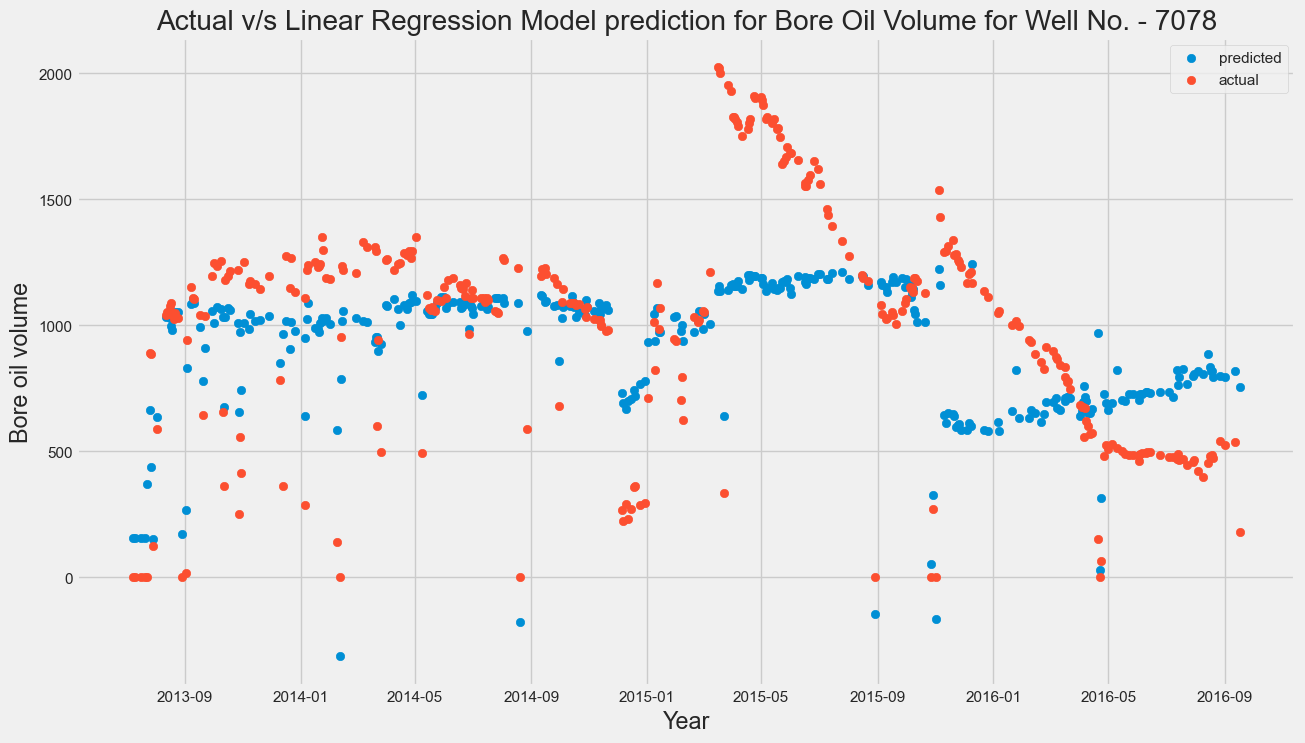 Actual v/s Linear Regression Model prediction for Bore Oil Volume for Well No. - 7078
predicted
actual
Bore oil volume
2000
1500
1000
500
0
2013-09 2014-01 2014-05 2014-09 2015-01 2015-05 2015-09 2016-01 2016-05 2016-09
Year